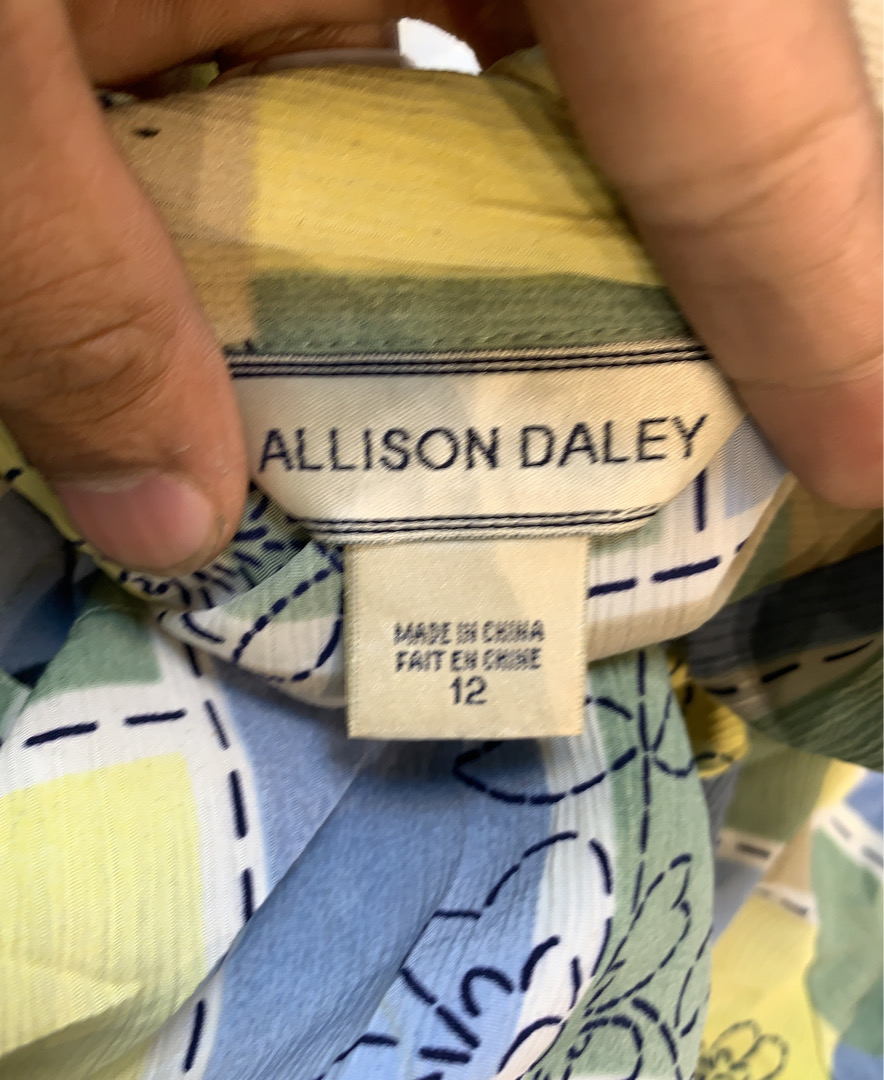 ALLISON DALEY
MADE IN CHINA
FAIT EN CHINE
12